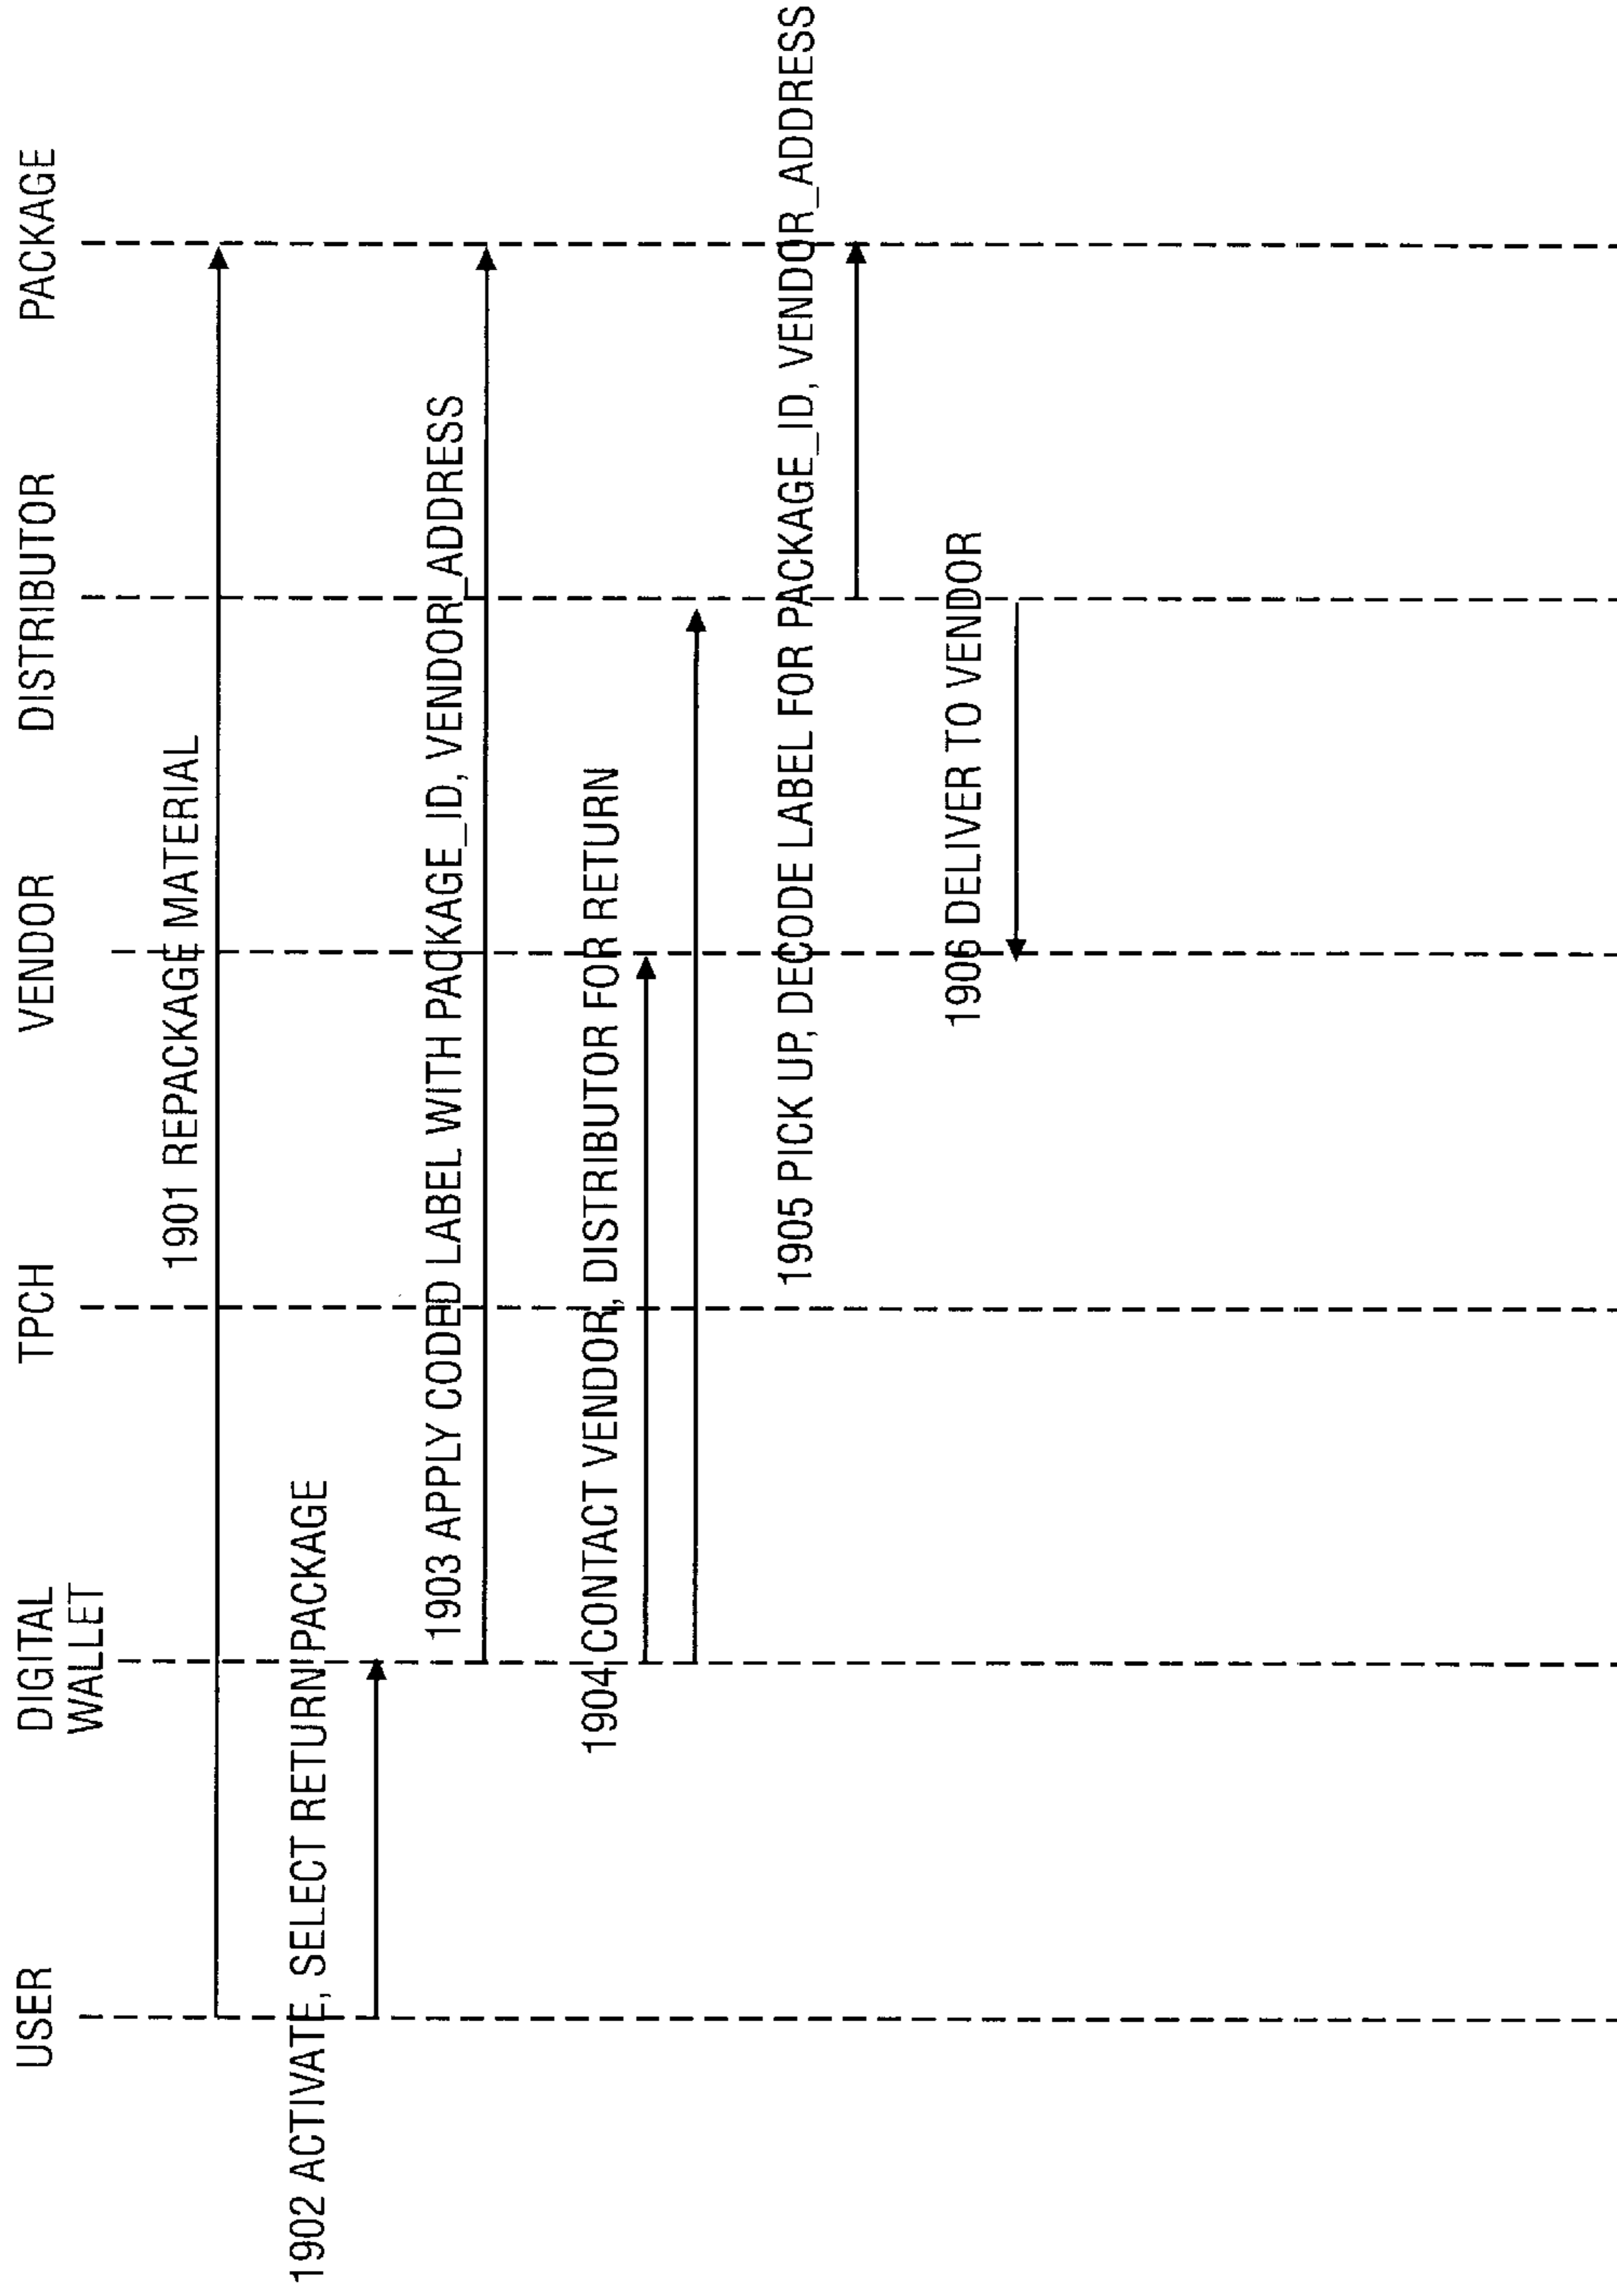 USER
DIGITAL
WALLET
TPCH
VENDOR
DISTRIBUTOR
PACKAGE
1901 REPACKAGE MATERIAL
1902 ACTIVATE, SELECT RETURN PACKAGE
1903 APPLY CODED LABEL WITH PACKAGE_ID, VENDOR_ADDRESS
1904 CONTACT VENDOR, DISTRIBUTOR FOR RETURN
1905 PICK UP, DECODE LABEL FOR PACKAGE_ID, VENDOR_ADDRESS
1906 DELIVER TO VENDOR